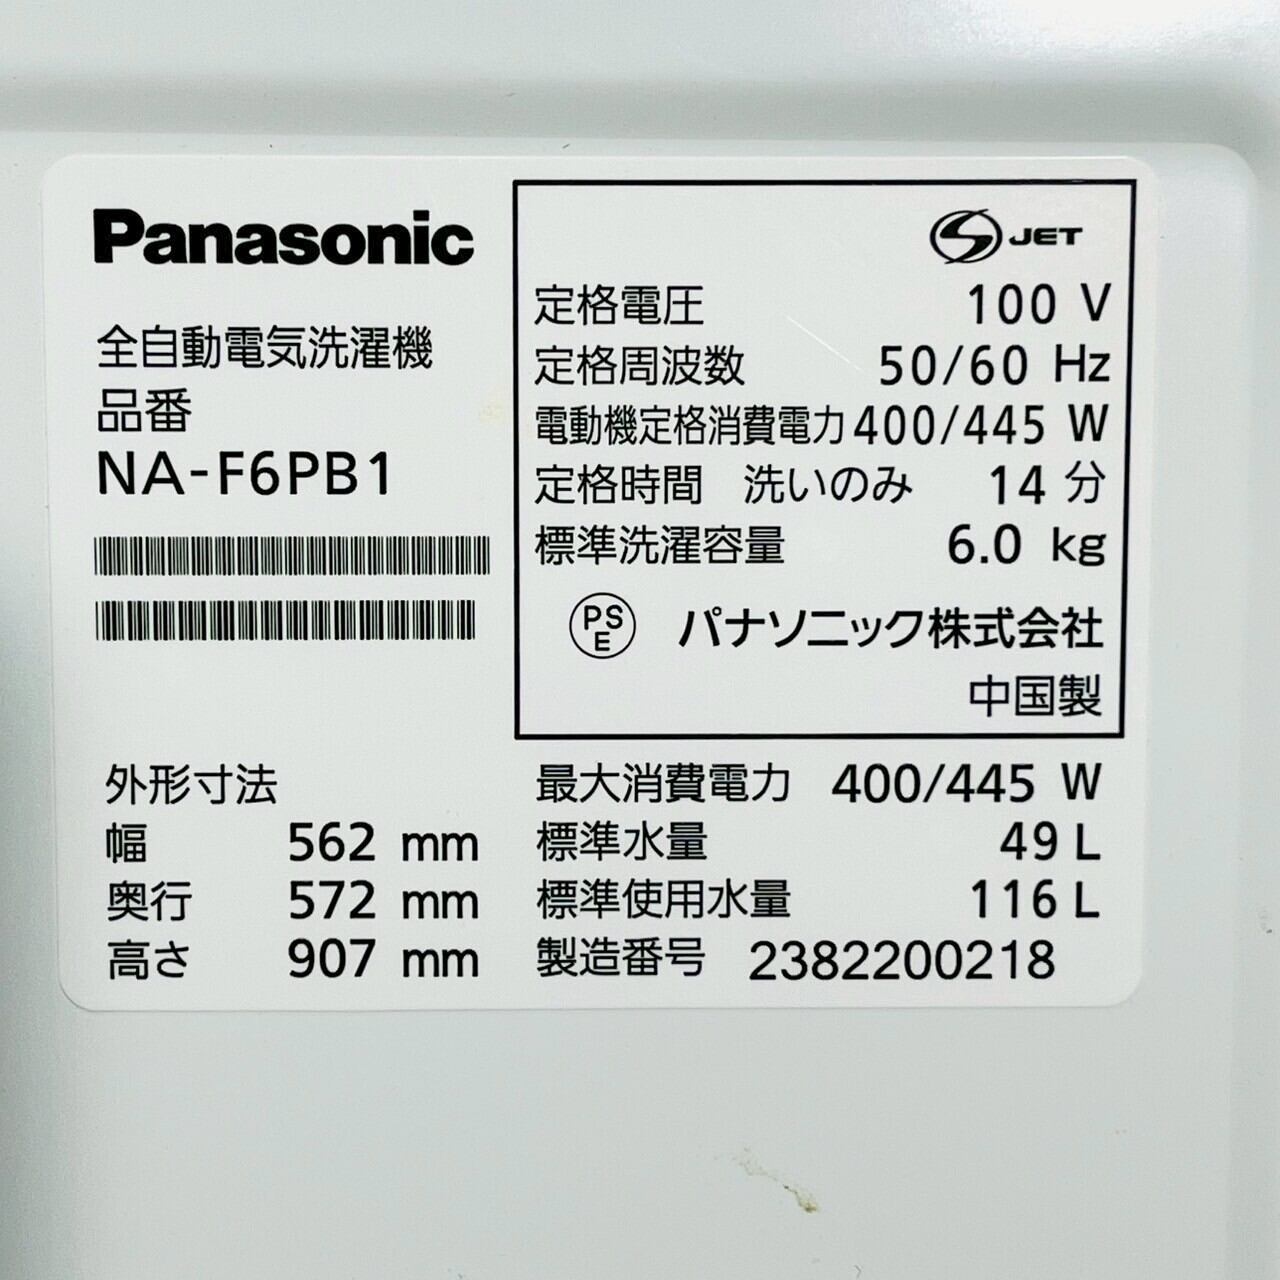 Panasonic
全自動電気洗濯機
品番
NA-F6PB1
JET
定格電圧 100 V
定格周波数 50/60 Hz
電動機定格消費電力 400/445 W
定格時間 洗いのみ 14 分
標準洗濯容量 6.0 kg
PS E パナソニック株式会社
中国製
外形寸法
幅 562 mm
奥行 572 mm
高さ 907 mm
最大消費電力 400/445 W
標準水量 49 L
標準使用水量 116 L
製造番号 2382200218